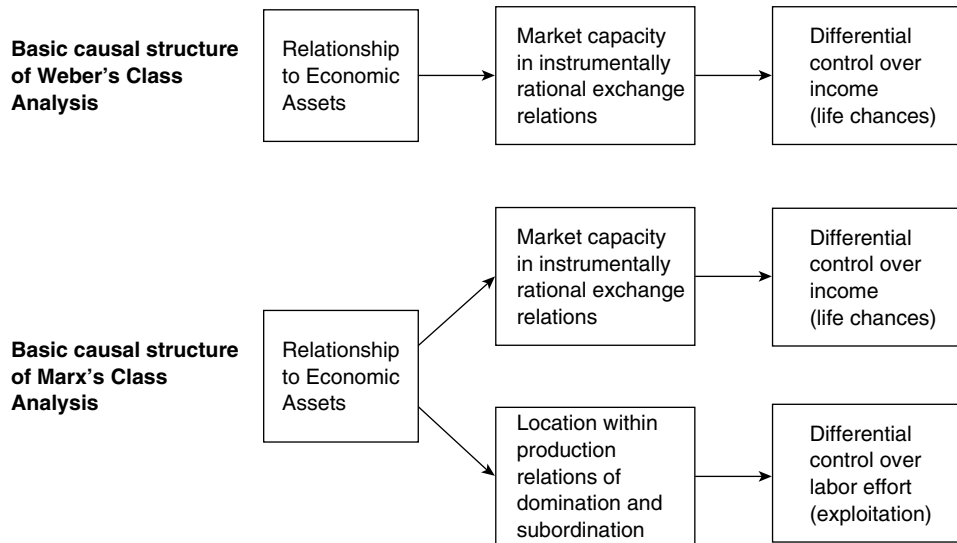 Basic causal structure
of Weber's Class
Analysis
Relationship
to Economic
Assets
Market capacity
in instrumentally
rational exchange
relations
Differential
control over
income
(life chances)
Basic causal structure
of Marx's Class
Analysis
Relationship
to Economic
Assets
Market capacity
in instrumentally
rational exchange
relations
Differential
control over
income
(life chances)
Location within
production
relations of
domination and
subordination
Differential
control over
labor effort
(exploitation)